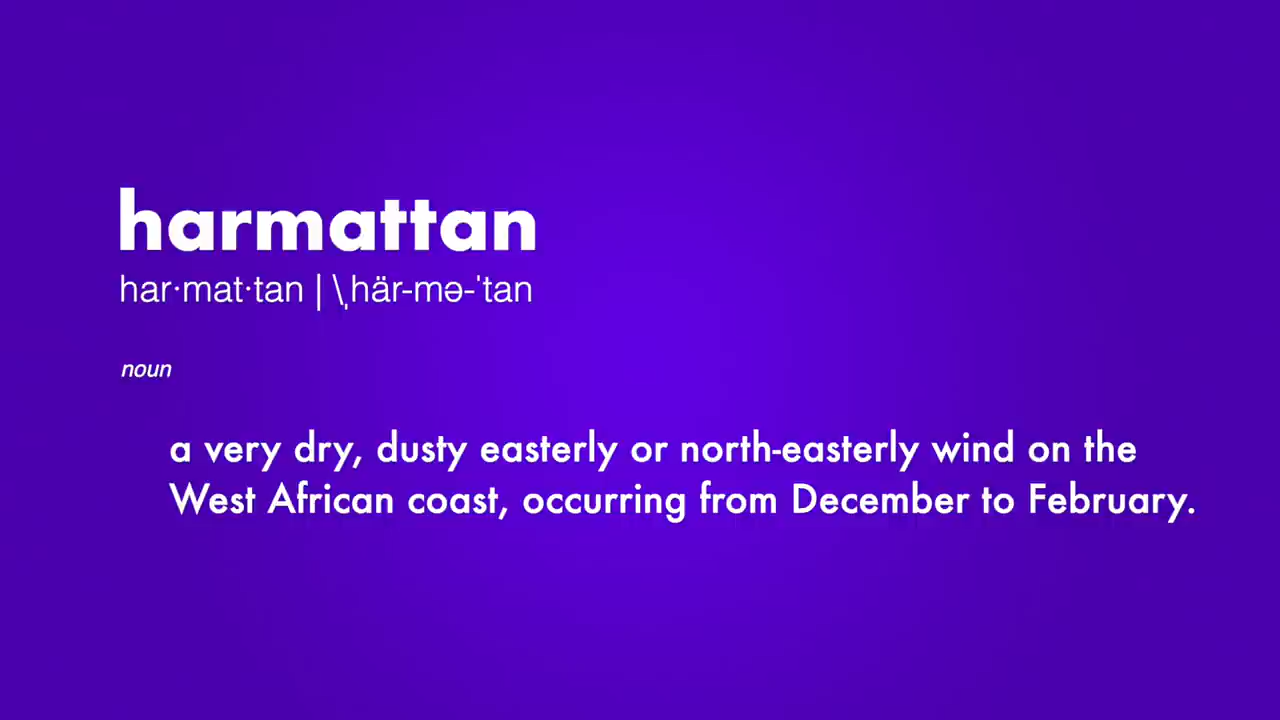 harmattan
har·mat·tan | \ˌhär-mə-ˈtan
noun
a very dry, dusty easterly or north-easterly wind on the
West African coast, occurring from December to February.